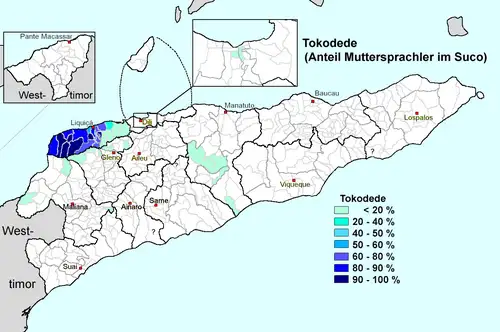 Pante Macassar
West-
timor
Tokodede
(Anteil Muttersprachler im Suco)
Baucau
Manatuto
Lospalos
Dili
Liquiçá
Gleno
Aileu
?
Viqueque
Maliana
Ainaro
Same
?
West-
timor
Suai
Tokodede
< 20 %
20 - 40 %
40 - 50 %
50 - 60 %
60 - 80 %
80 - 90 %
90 - 100 %